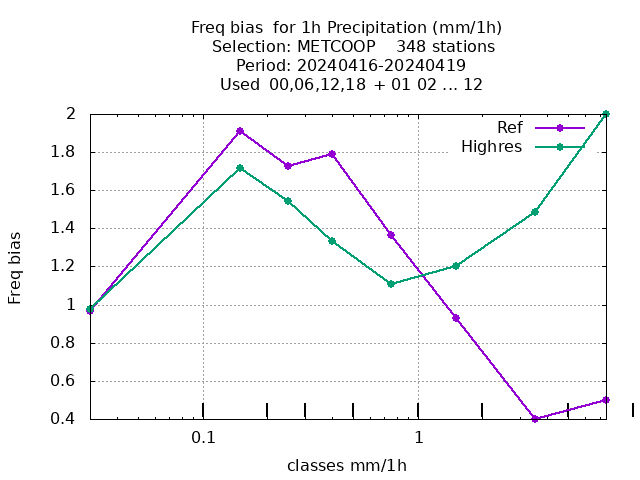 Freq bias  for 1h Precipitation (mm/1h)
Selection: METCOOP    348 stations
Period: 20240416-20240419
Used 00,06,12,18 + 01 02 ... 12
Ref
Highres
2
1.8
1.6
1.4
1.2
1
0.8
0.6
0.4
Freq bias
0.1
1
classes mm/1h